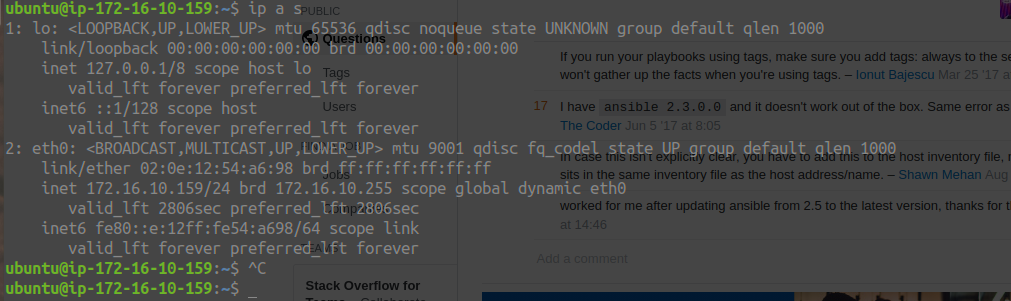 ubuntu@ip-172-16-10-159:~$ ip a s
1: lo: <LOOPBACK,UP,LOWER_UP> mtu 65536 qdisc noqueue state UNKNOWN group default qlen 1000
link/loopback 00:00:00:00:00:00 brd 00:00:00:00:00:00
inet 127.0.0.1/8 scope host lo
valid_lft forever preferred_lft forever
inet6 ::1/128 scope host
valid_lft forever preferred_lft forever
2: eth0: <BROADCAST,MULTICAST,UP,LOWER_UP> mtu 9001 qdisc fq_codel state UP group default qlen 1000
link/ether 02:0e:12:54:a6:98 brd ff:ff:ff:ff:ff:ff
inet 172.16.10.159/24 brd 172.16.10.255 scope global dynamic eth0
valid_lft 2806sec preferred_lft 2806sec
inet6 fe80::e:12ff:fe54:a698/64 scope link
valid_lft forever preferred_lft forever
ubuntu@ip-172-16-10-159:~$ ^C
ubuntu@ip-172-16-10-159:~$ _
PUBLIC
Questions
Tags
Users
Jobs
Stack Overflow for
If you run your playbooks using tags, make sure you add tags: always to the se
won't gather up the facts when you're using tags. – Ionut Bajescu Mar 25 '17 a
17 I have ansible 2.3.0.0 and it doesn't work out of the box. Same error as
The Coder Jun 5 '17 at 8:05
In case this isn't explicitly clear, you have to add this to the host inventory file, n
sits in the same inventory file as the host address/name. – Shawn Mehan Aug
worked for me after updating ansible from 2.5 to the latest version, thanks for t
at 14:46
Add a comment